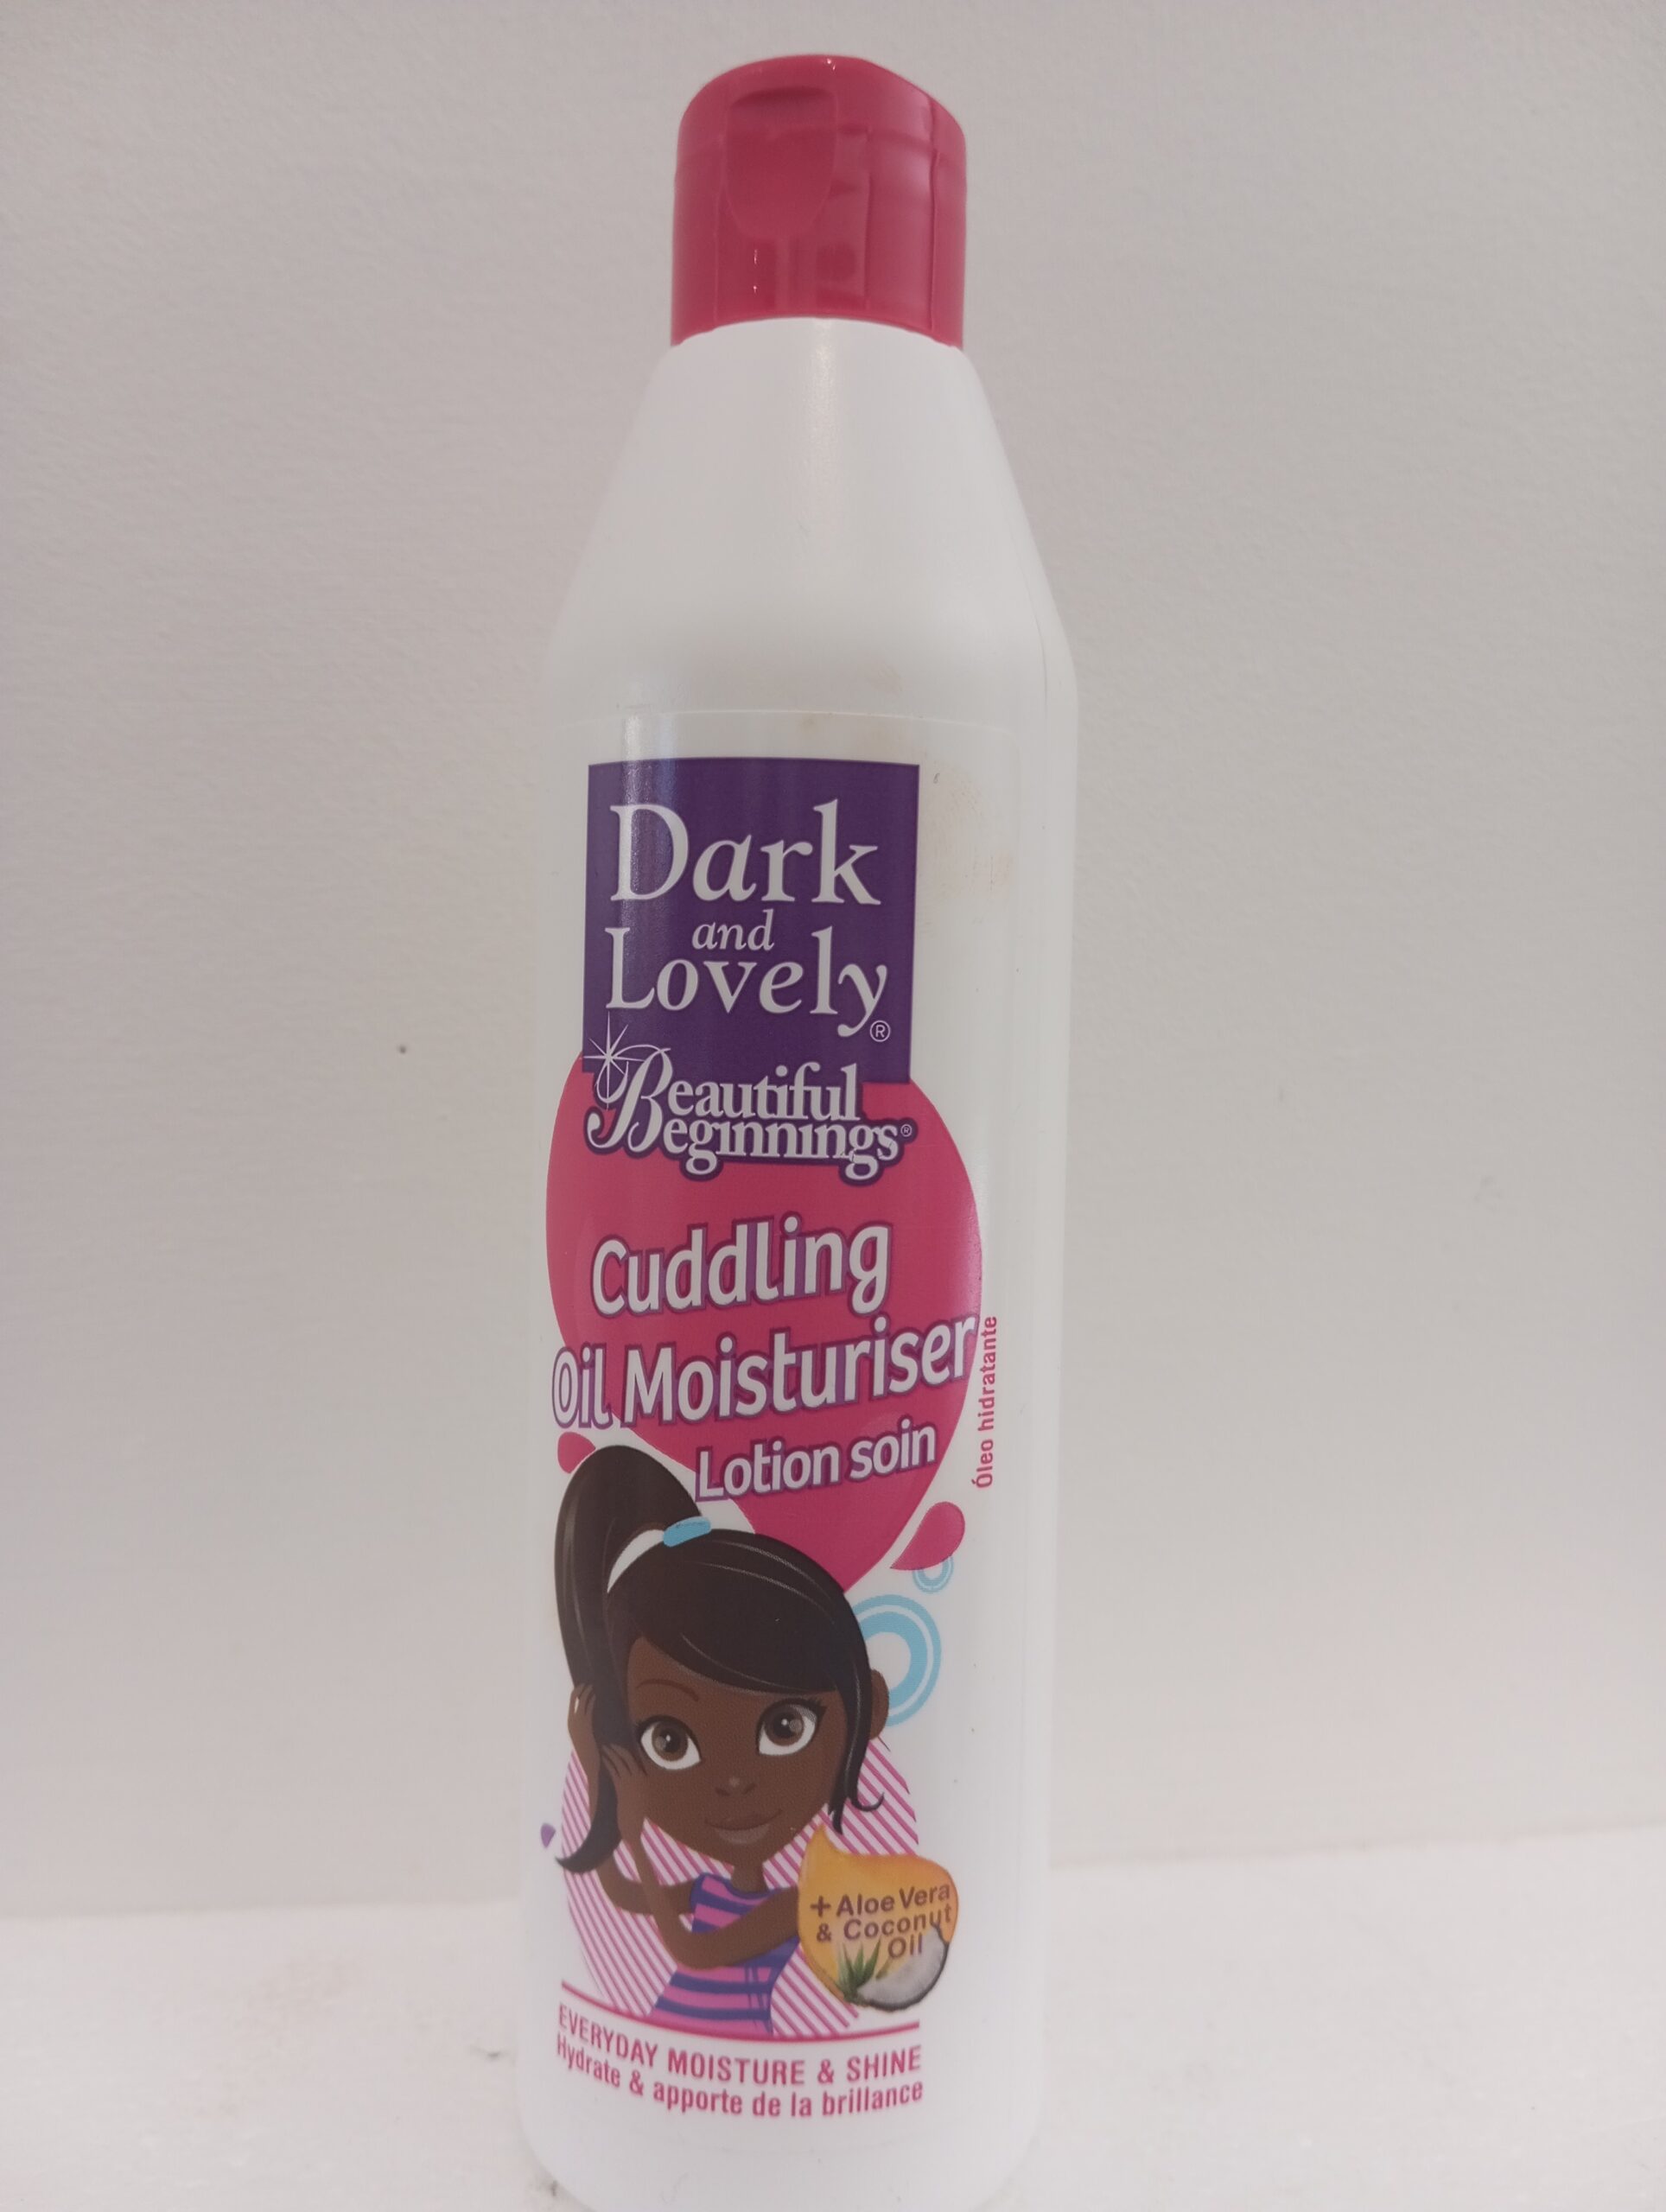 Dark
and
Lovely®
Beautiful
Beginnings®
Cuddling
Oil Moisturiser
Lotion soin
Óleo hidratante
+ Aloe Vera
& Coconut
Oil
EVERYDAY MOISTURE & SHINE
Hydrate & apporte de la brillance